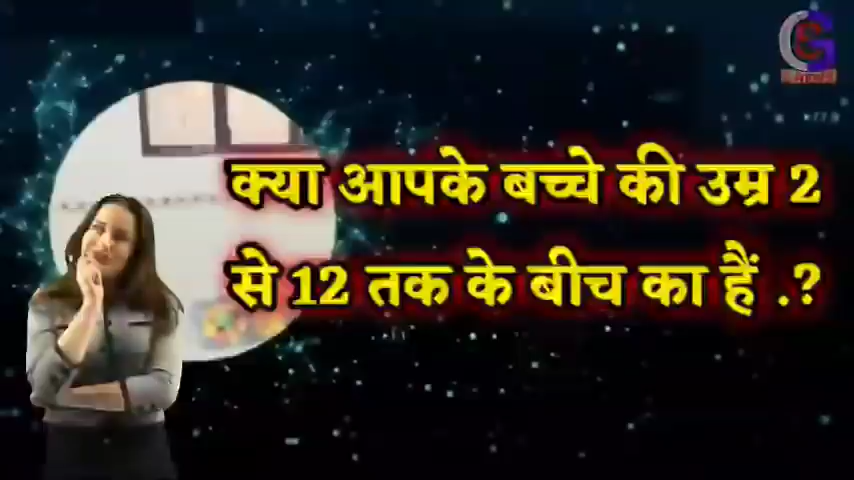 क्या आपके बच्चे की उम्र 2
से 12 तक के बीच का हैं .?